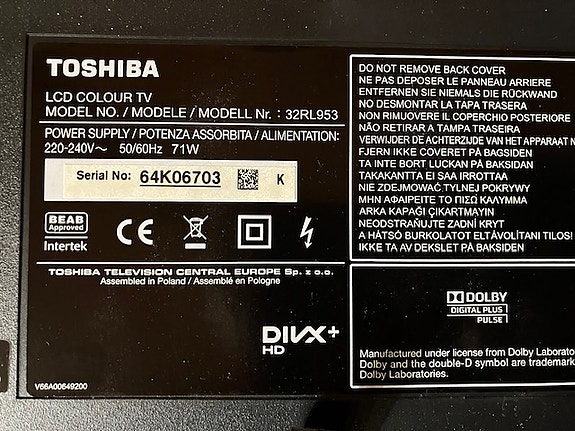 TOSHIBA
LCD COLOUR TV
MODEL NO. / MODELE / MODELL Nr. : 32RL953
POWER SUPPLY / POTENZA ASSORBITA / ALIMENTATION:
220-240V~ 50/60Hz 71W
Serial No: 64K06703 K
BEAB
Approved
Intertek
CE
TOSHIBA TELEVISION CENTRAL EUROPE Sp. z o.o.
Assembled in Poland / Assemblé en Pologne
DIVX+
HD
V66A00649200
DO NOT REMOVE BACK COVER
NE PAS DEPOSER LE PANNEAU ARRIERE
ENTFERNEN SIE NIEMALS DIE RÜCKWAND
NO DESMONTAR LA TAPA TRASERA
NON RIMUOVERE IL COPERCHIO POSTERIORE
NÃO RETIRAR A TAMPA TRASEIRA
VERWIJDER DE ACHTERZIJDE VAN HET APPARAAT N
FJERN IKKE COVERET PÅ BAGSIDEN
TA INTE BORT LUCKAN PÅ BAKSIDAN
TAKAKANTTA EI SAA IRROTTAA
NIE ZDEJMOWAĆ TYLNEJ POKRYWY
ΜΗΝ ΑΦΑΙΡΕΙΤΕ ΤΟ ΠΙΣΩ ΚΑΛΥΜΜΑ
ARKA KAPAĞI ÇIKARTMAYIN
NEODSTRAŇUJTE ZADNÍ KRYT
A HÁTSÓ BURKOLATOT ELTÁVOLÍTANI TILOS!
IKKE TA AV DEKSLET PÅ BAKSIDEN
DOLBY
DIGITAL PLUS
PULSE
Manufactured under license from Dolby Laborato
Dolby and the double-D symbol are trademark
Dolby Laboratories.